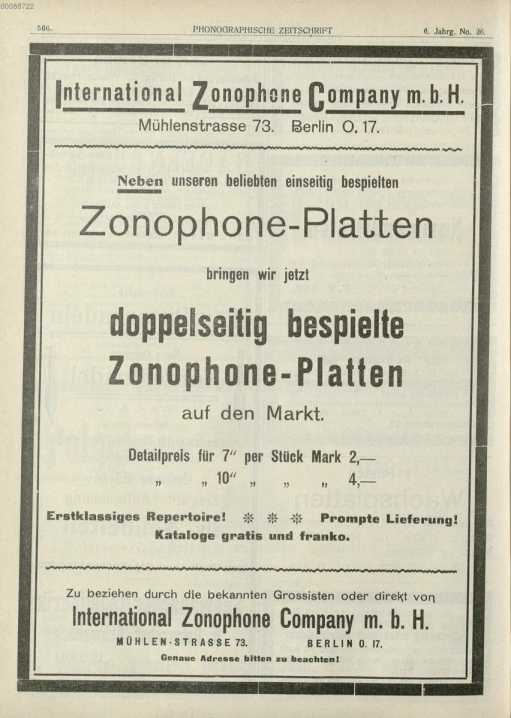 00086722
566.
PHONOGRAPHISCHE ZEITSCHRIFT
6. Jahrg. No. 26.
International Zonophone Company m. b. H.
Mühlenstrasse 73. Berlin O. 17.
Neben unseren beliebten einseitig bespielten
Zonophone-Platten
bringen wir jetzt
doppelseitig bespielte
Zonophone-Platten
auf den Markt.
Detailpreis für 7“ per Stück Mark 2,—
„ „ 10“ „ „ „ 4,—
Erstklassiges Repertoire! ❊ ❊ ❊ Prompte Lieferung!
Kataloge gratis und franko.
Zu beziehen durch die bekannten Grossisten oder direkt von
International Zonophone Company m. b. H.
MÜHLEN-STRASSE 73. BERLIN O. 17.
Genaue Adresse bitten zu beachten!